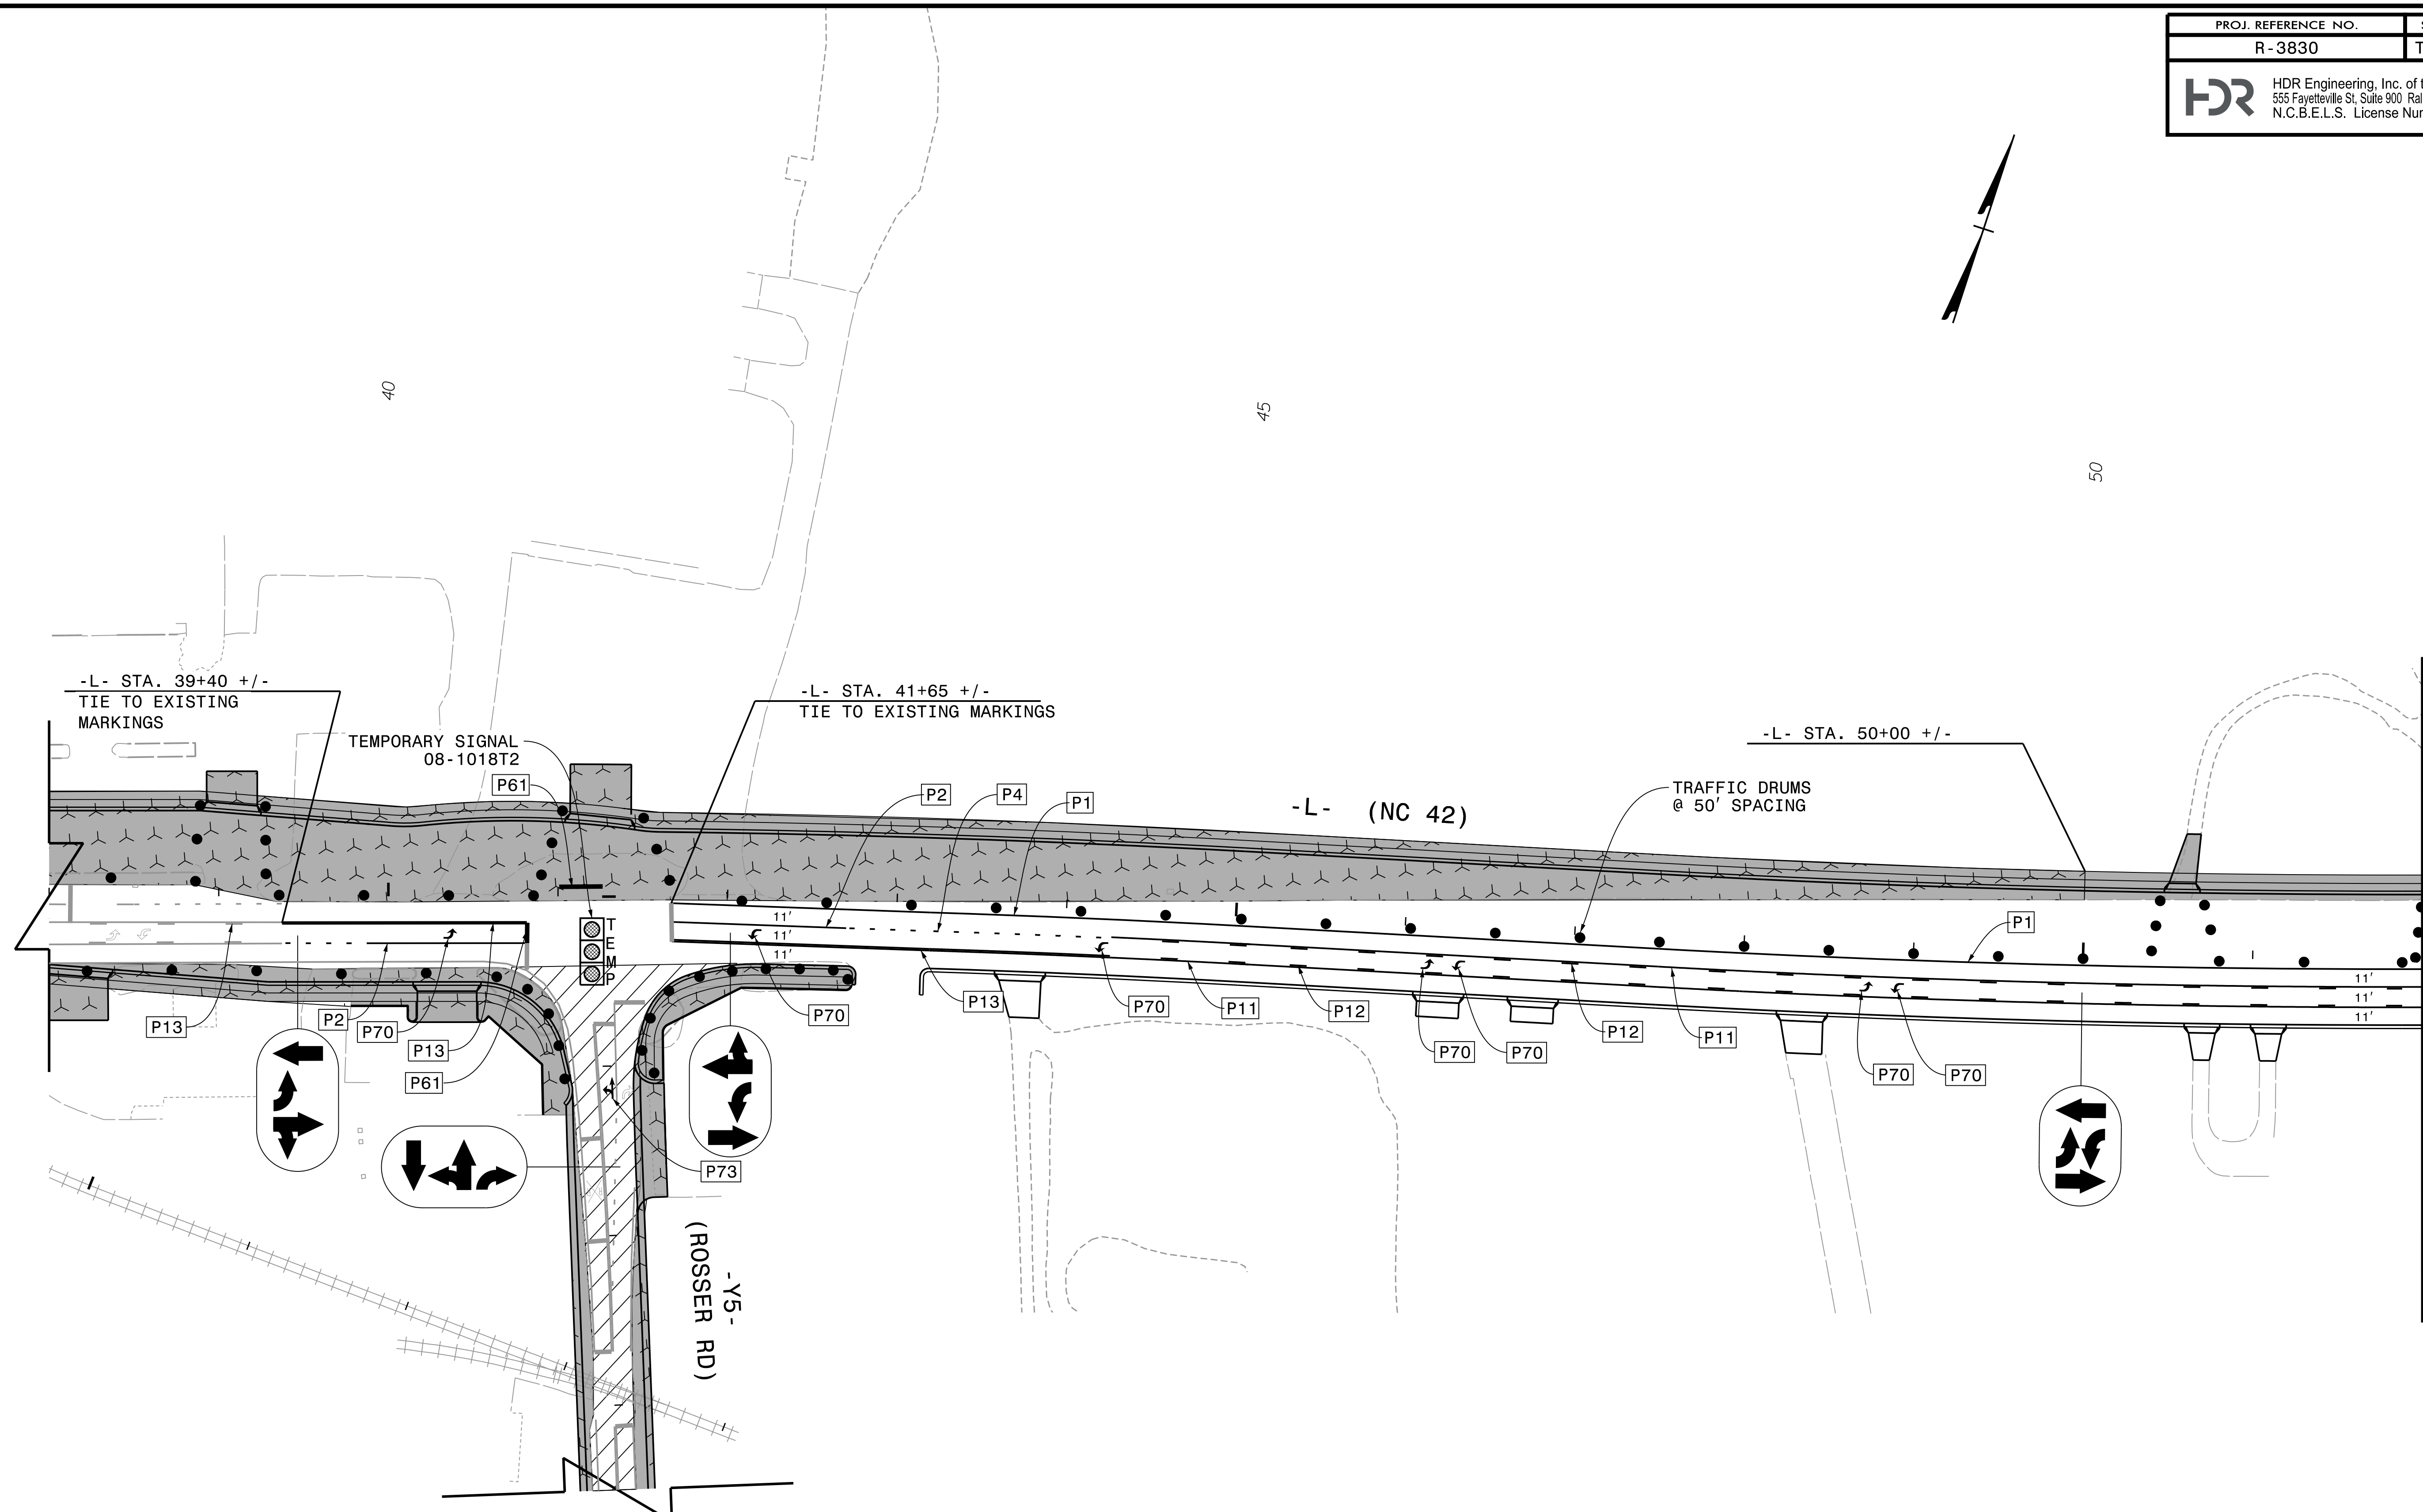 PROJ. REFERENCE NO.
R-3830
HDR
HDR Engineering, Inc. of
555 Fayetteville St, Suite 900
N.C.B.E.L.S. License
40
45
50
-L- STA. 39+40 +/-
TIE TO EXISTING
MARKINGS
TEMPORARY SIGNAL
08-1018T2
P61
-L- STA. 41+65 +/-
TIE TO EXISTING MARKINGS
P2
P4
P1
-L- (NC 42)
TRAFFIC DRUMS
@ 50' SPACING
-L- STA. 50+00 +/-
P1
TEMP
11'
11'
11'
11'
11'
11'
P13
P2
P70
P13
P61
P70
P13
P70
P11
P12
P70
P70
P12
P11
P70
P70
P73
-Y5-
(ROSSER RD)